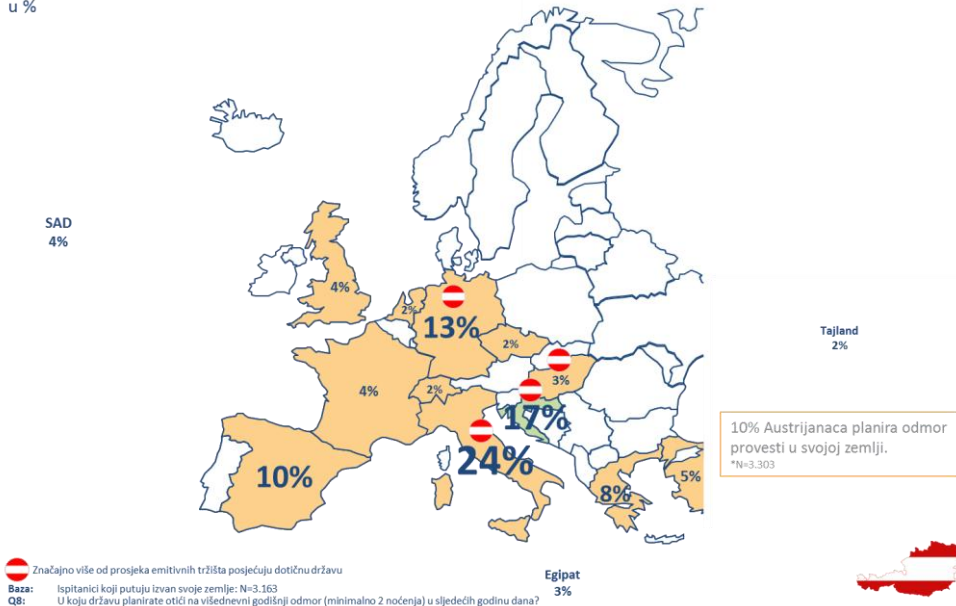 u %
SAD
4%
4%
2%
13%
2%
Tajland
2%
3%
4%
2%
17%
10% Austrijanaca planira odmor
provesti u svojoj zemlji.
*N=3.303
24%
10%
5%
8%
Značajno više od prosjeka emitivnih tržišta posjećuju dotičnu državu
Egipat
3%
Baza: Ispitanici koji putuju izvan svoje zemlje: N=3.163
Q8: U koju državu planirate otići na višednevni godišnji odmor (minimalno 2 noćenja) u sljedećih godinu dana?